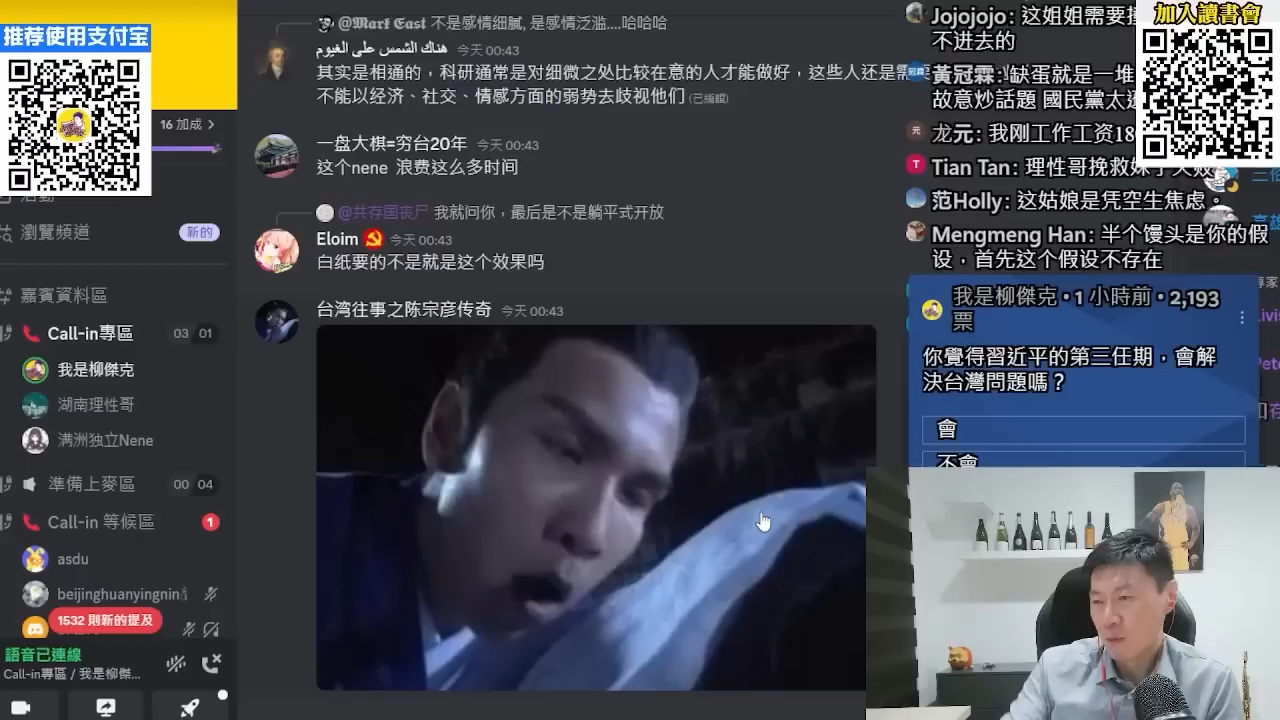 推荐使用支付宝
16 加成
瀏覽頻道
新的
嘉賓資料區
Call-in專區
03 01
我是柳傑克
湖南理性哥
满洲独立Nene
準備上麥區
00 04
Call-in 等候區
1
asdu
beijinghuanyingnin
1532 則新的提及
語音已連線
Call-in專區 / 我是柳傑...
@𝕸𝖆𝖗𝖐 𝕰𝖆𝖘𝖙 不是感情细腻, 是感情泛滥....哈哈哈
هناك الشمس على الغيوم 今天 00:43
其实是相通的，科研通常是对细微之处比较在意的人才能做好，这些人还是需
不能以经济、社交、情感方面的弱势去歧视他们 (已編輯)
一盘大棋=穷台20年 今天 00:43
这个nene 浪费这么多时间
@共存国丧尸 我就问你，最后是不是躺平式开放
Eloim 今天 00:43
白纸要的不是就是这个效果吗
台湾往事之陈宗彦传奇 今天 00:43
加入讀書會
Jojojojo: 这姐姐需要
不进去的
黃冠霖: 缺蛋就是一堆
故意炒話題 國民黨太
龙元: 我刚工作工资18
Tian Tan: 理性哥挽救妹子失败
范Holly: 这姑娘是凭空生焦虑。
Mengmeng Han: 半个馒头是你的假
设，首先这个假设不存在
我是柳傑克 • 1 小時前 • 2,193
票
你覺得習近平的第三任期，會解
決台灣問題嗎？
會
不會